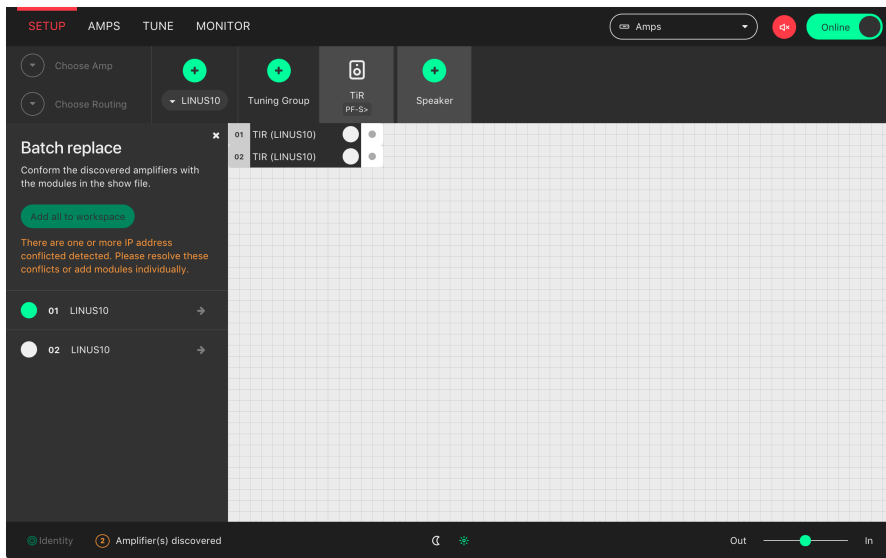 SETUP AMPS TUNE MONITOR Amps Online
Choose Amp
Choose Routing
LINUS10
Tuning Group
TiR
PF-S>
Speaker
Batch replace
Conform the discovered amplifiers with
the modules in the show file.
Add all to workspace
There are one or more IP address
conflicted detected. Please resolve these
conflicts or add modules individually.
01 LINUS10
02 LINUS10
01 TIR (LINUS10)
02 TIR (LINUS10)
Identity 2 Amplifier(s) discovered Out In